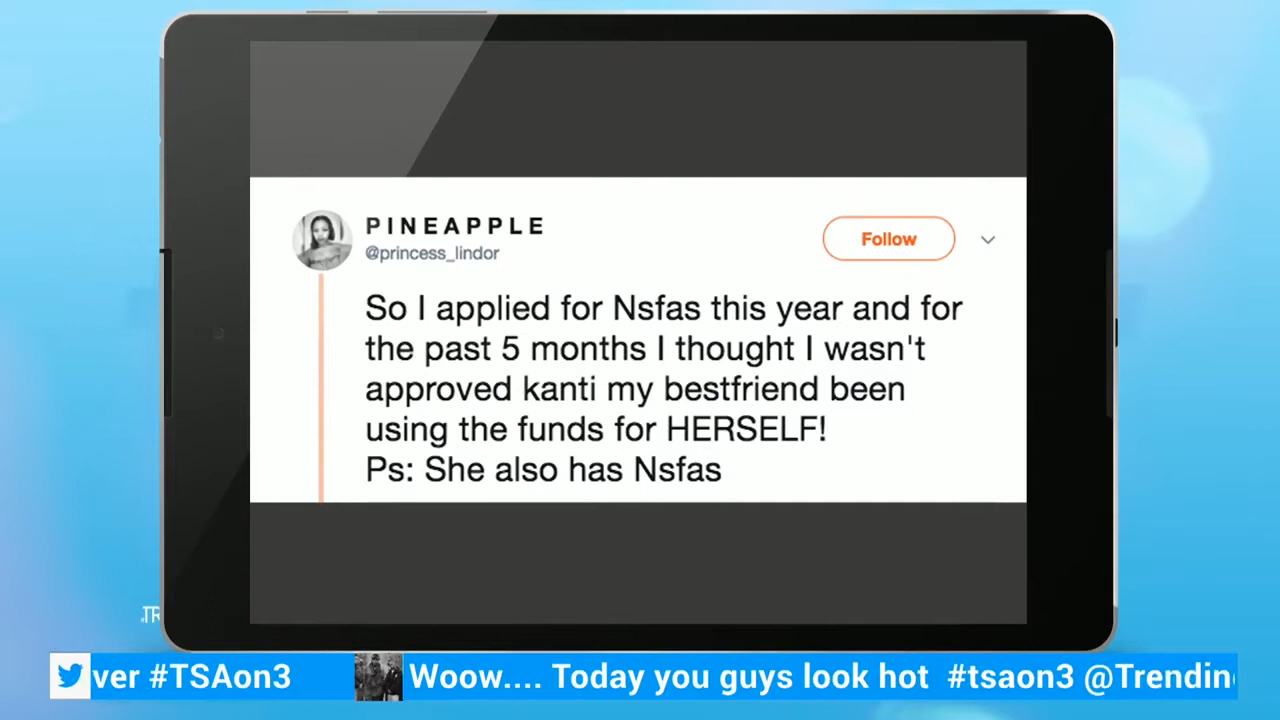 PINEAPPLE
@princess_lindor
Follow
So I applied for Nsfas this year and for
the past 5 months I thought I wasn't
approved kanti my bestfriend been
using the funds for HERSELF!
Ps: She also has Nsfas
ver #TSAon3
Woow.... Today you guys look hot #tsaon3 @Trendin